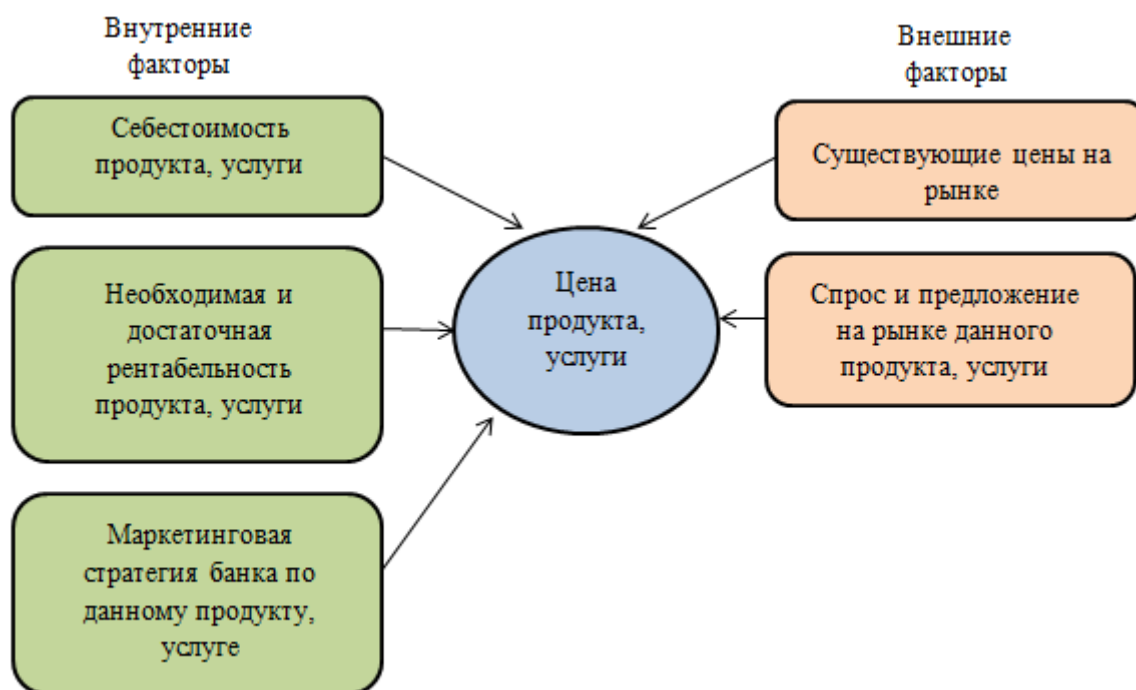 Внутренние
факторы
Внешние
факторы
Себестоимость
продукта, услуги
Существующие цены на
рынке
Необходимая и
достаточная
рентабельность
продукта, услуги
Цена
продукта,
услуги
Спрос и предложение
на рынке данного
продукта, услуги
Маркетинговая
стратегия банка по
данному продукту,
услуге